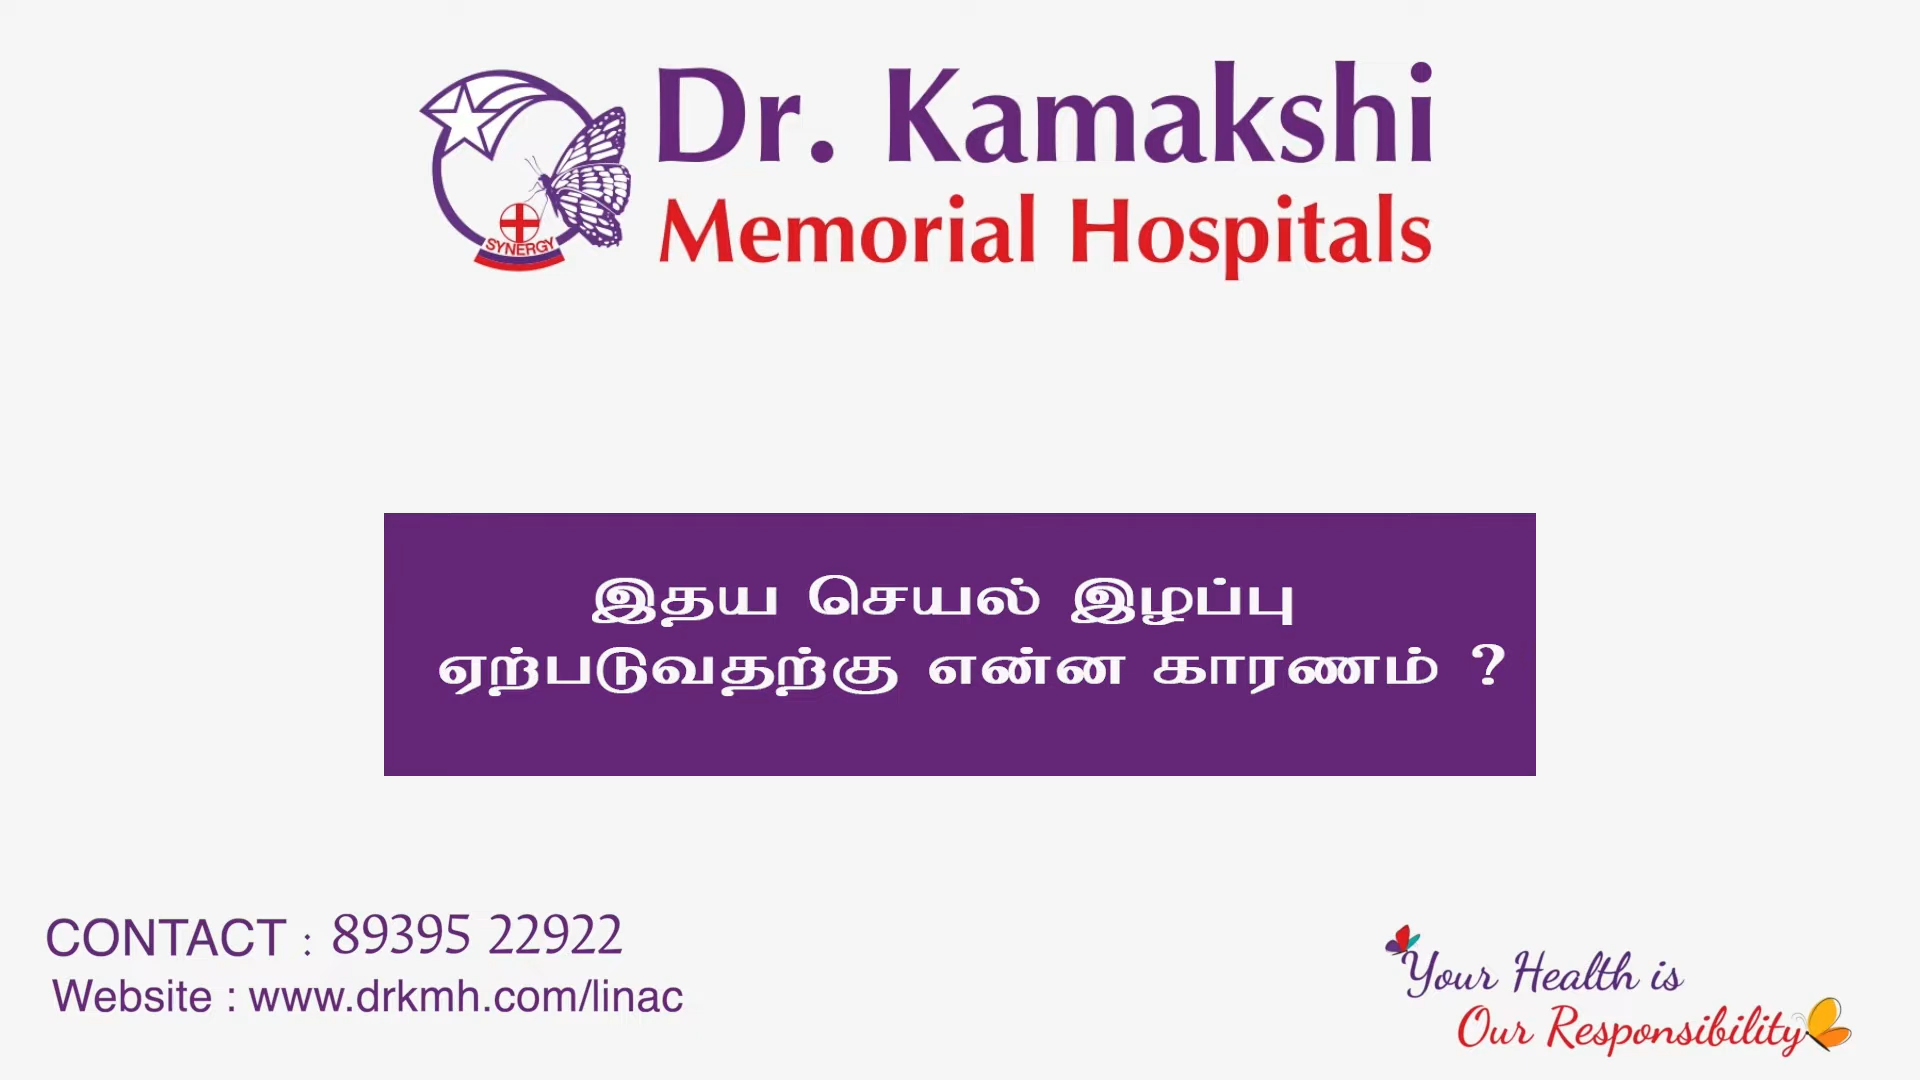 Dr. Kamakshi
Memorial Hospitals
SYNERGY
இதய செயல் இழப்பு
ஏற்படுவதற்கு என்ன காரணம் ?
CONTACT : 89395 22922
Website : www.drkmh.com/linac
Your Health is
Our Responsibility